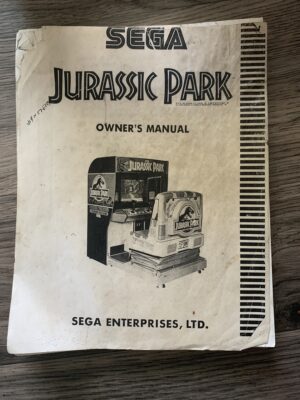 SEGA
JURASSIC PARK
OWNER'S MANUAL
JURASSIC PARK
SEGA ENTERPRISES, LTD.